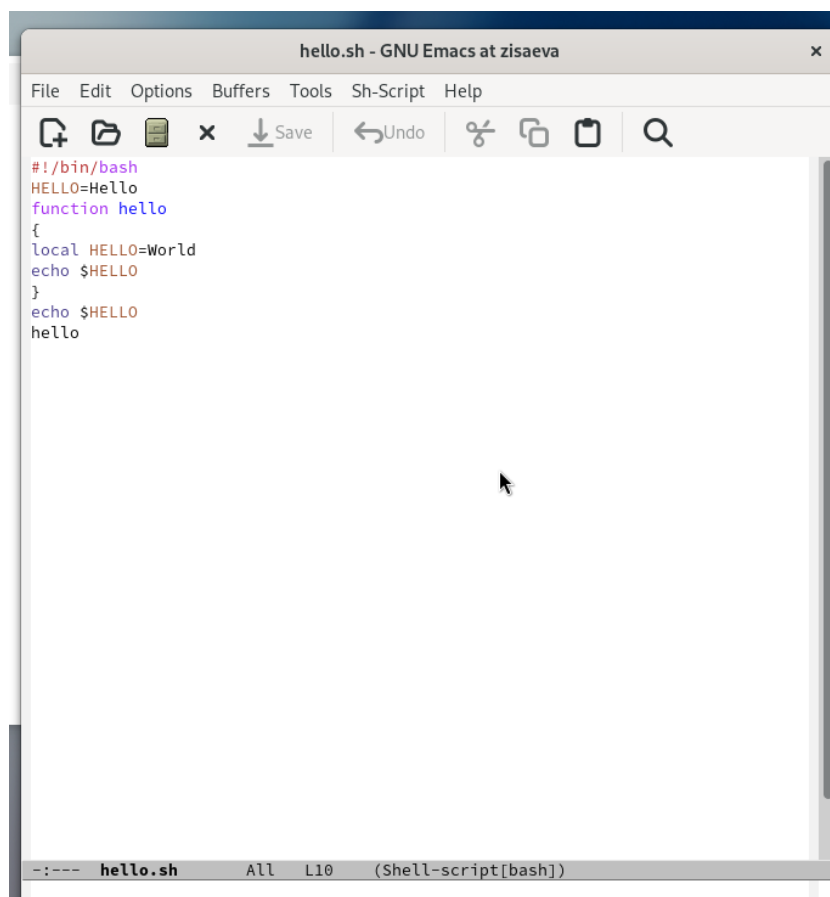 hello.sh - GNU Emacs at zisaeva
File Edit Options Buffers Tools Sh-Script Help
Save Undo
#!/bin/bash
HELLO=Hello
function hello
{
local HELLO=World
echo $HELLO
}
echo $HELLO
hello
-:--- hello.sh All L10 (Shell-script[bash])